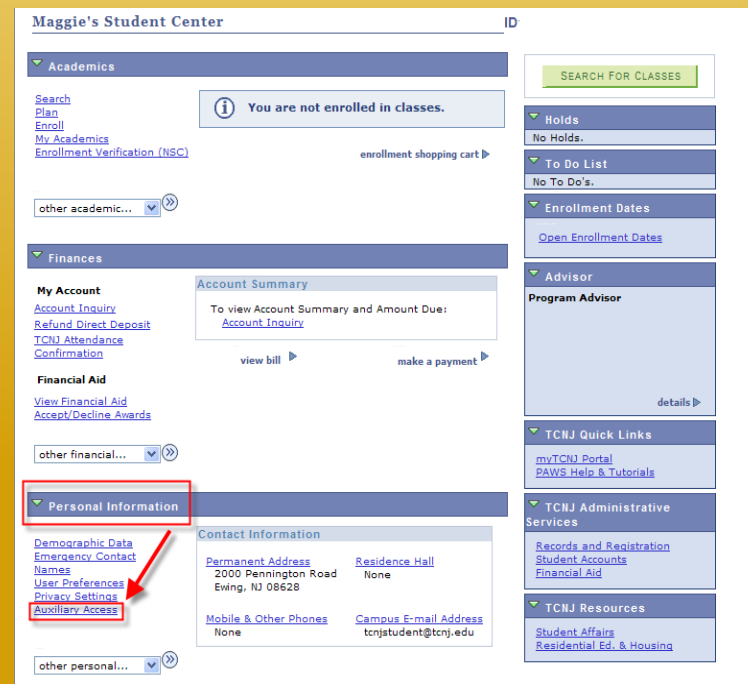 Maggie's Student Center
ID
Academics
Search
Plan
Enroll
My Academics
Enrollment Verification (NSC)
You are not enrolled in classes.
enrollment shopping cart
other academic...
Finances
My Account
Account Inquiry
Refund Direct Deposit
TCNJ Attendance
Confirmation
Financial Aid
View Financial Aid
Accept/Decline Awards
Account Summary
To view Account Summary and Amount Due:
Account Inquiry
view bill
make a payment
other financial...
Personal Information
Demographic Data
Emergency Contact
Names
User Preferences
Privacy Settings
Auxiliary Access
Contact Information
Permanent Address
2000 Pennington Road
Ewing, NJ 08628
Residence Hall
None
Mobile & Other Phones
None
Campus E-mail Address
tcnjstudent@tcnj.edu
other personal...
SEARCH FOR CLASSES
Holds
No Holds.
To Do List
No To Do's.
Enrollment Dates
Open Enrollment Dates
Advisor
Program Advisor
details
TCNJ Quick Links
myTCNJ Portal
PAWS Help & Tutorials
TCNJ Administrative
Services
Records and Registration
Student Accounts
Financial Aid
TCNJ Resources
Student Affairs
Residential Ed. & Housing